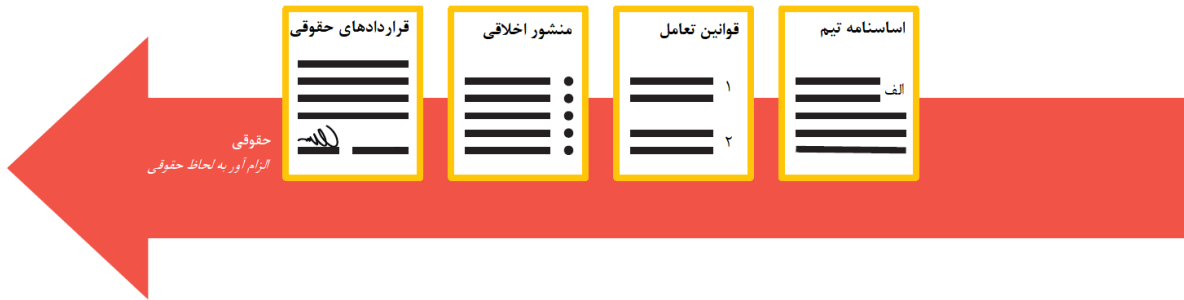 اساسنامه تیم
الف
قوانین تعامل
۱
۲
منشور اخلاقی
قراردادهای حقوقی
حقوقی
الزام آور به لحاظ حقوقی